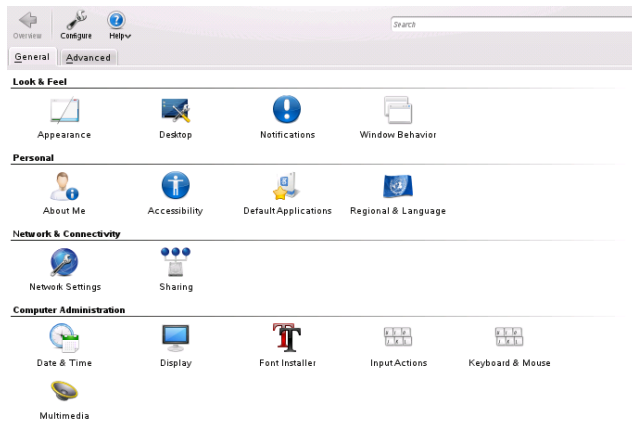 Search
Overview Configure Help
General Advanced
Look & Feel
Appearance Desktop Notifications Window Behavior
Personal
About Me Accessibility Default Applications Regional & Language
Network & Connectivity
Network Settings Sharing
Computer Administration
Date & Time Display Font Installer Input Actions Keyboard & Mouse
Multimedia